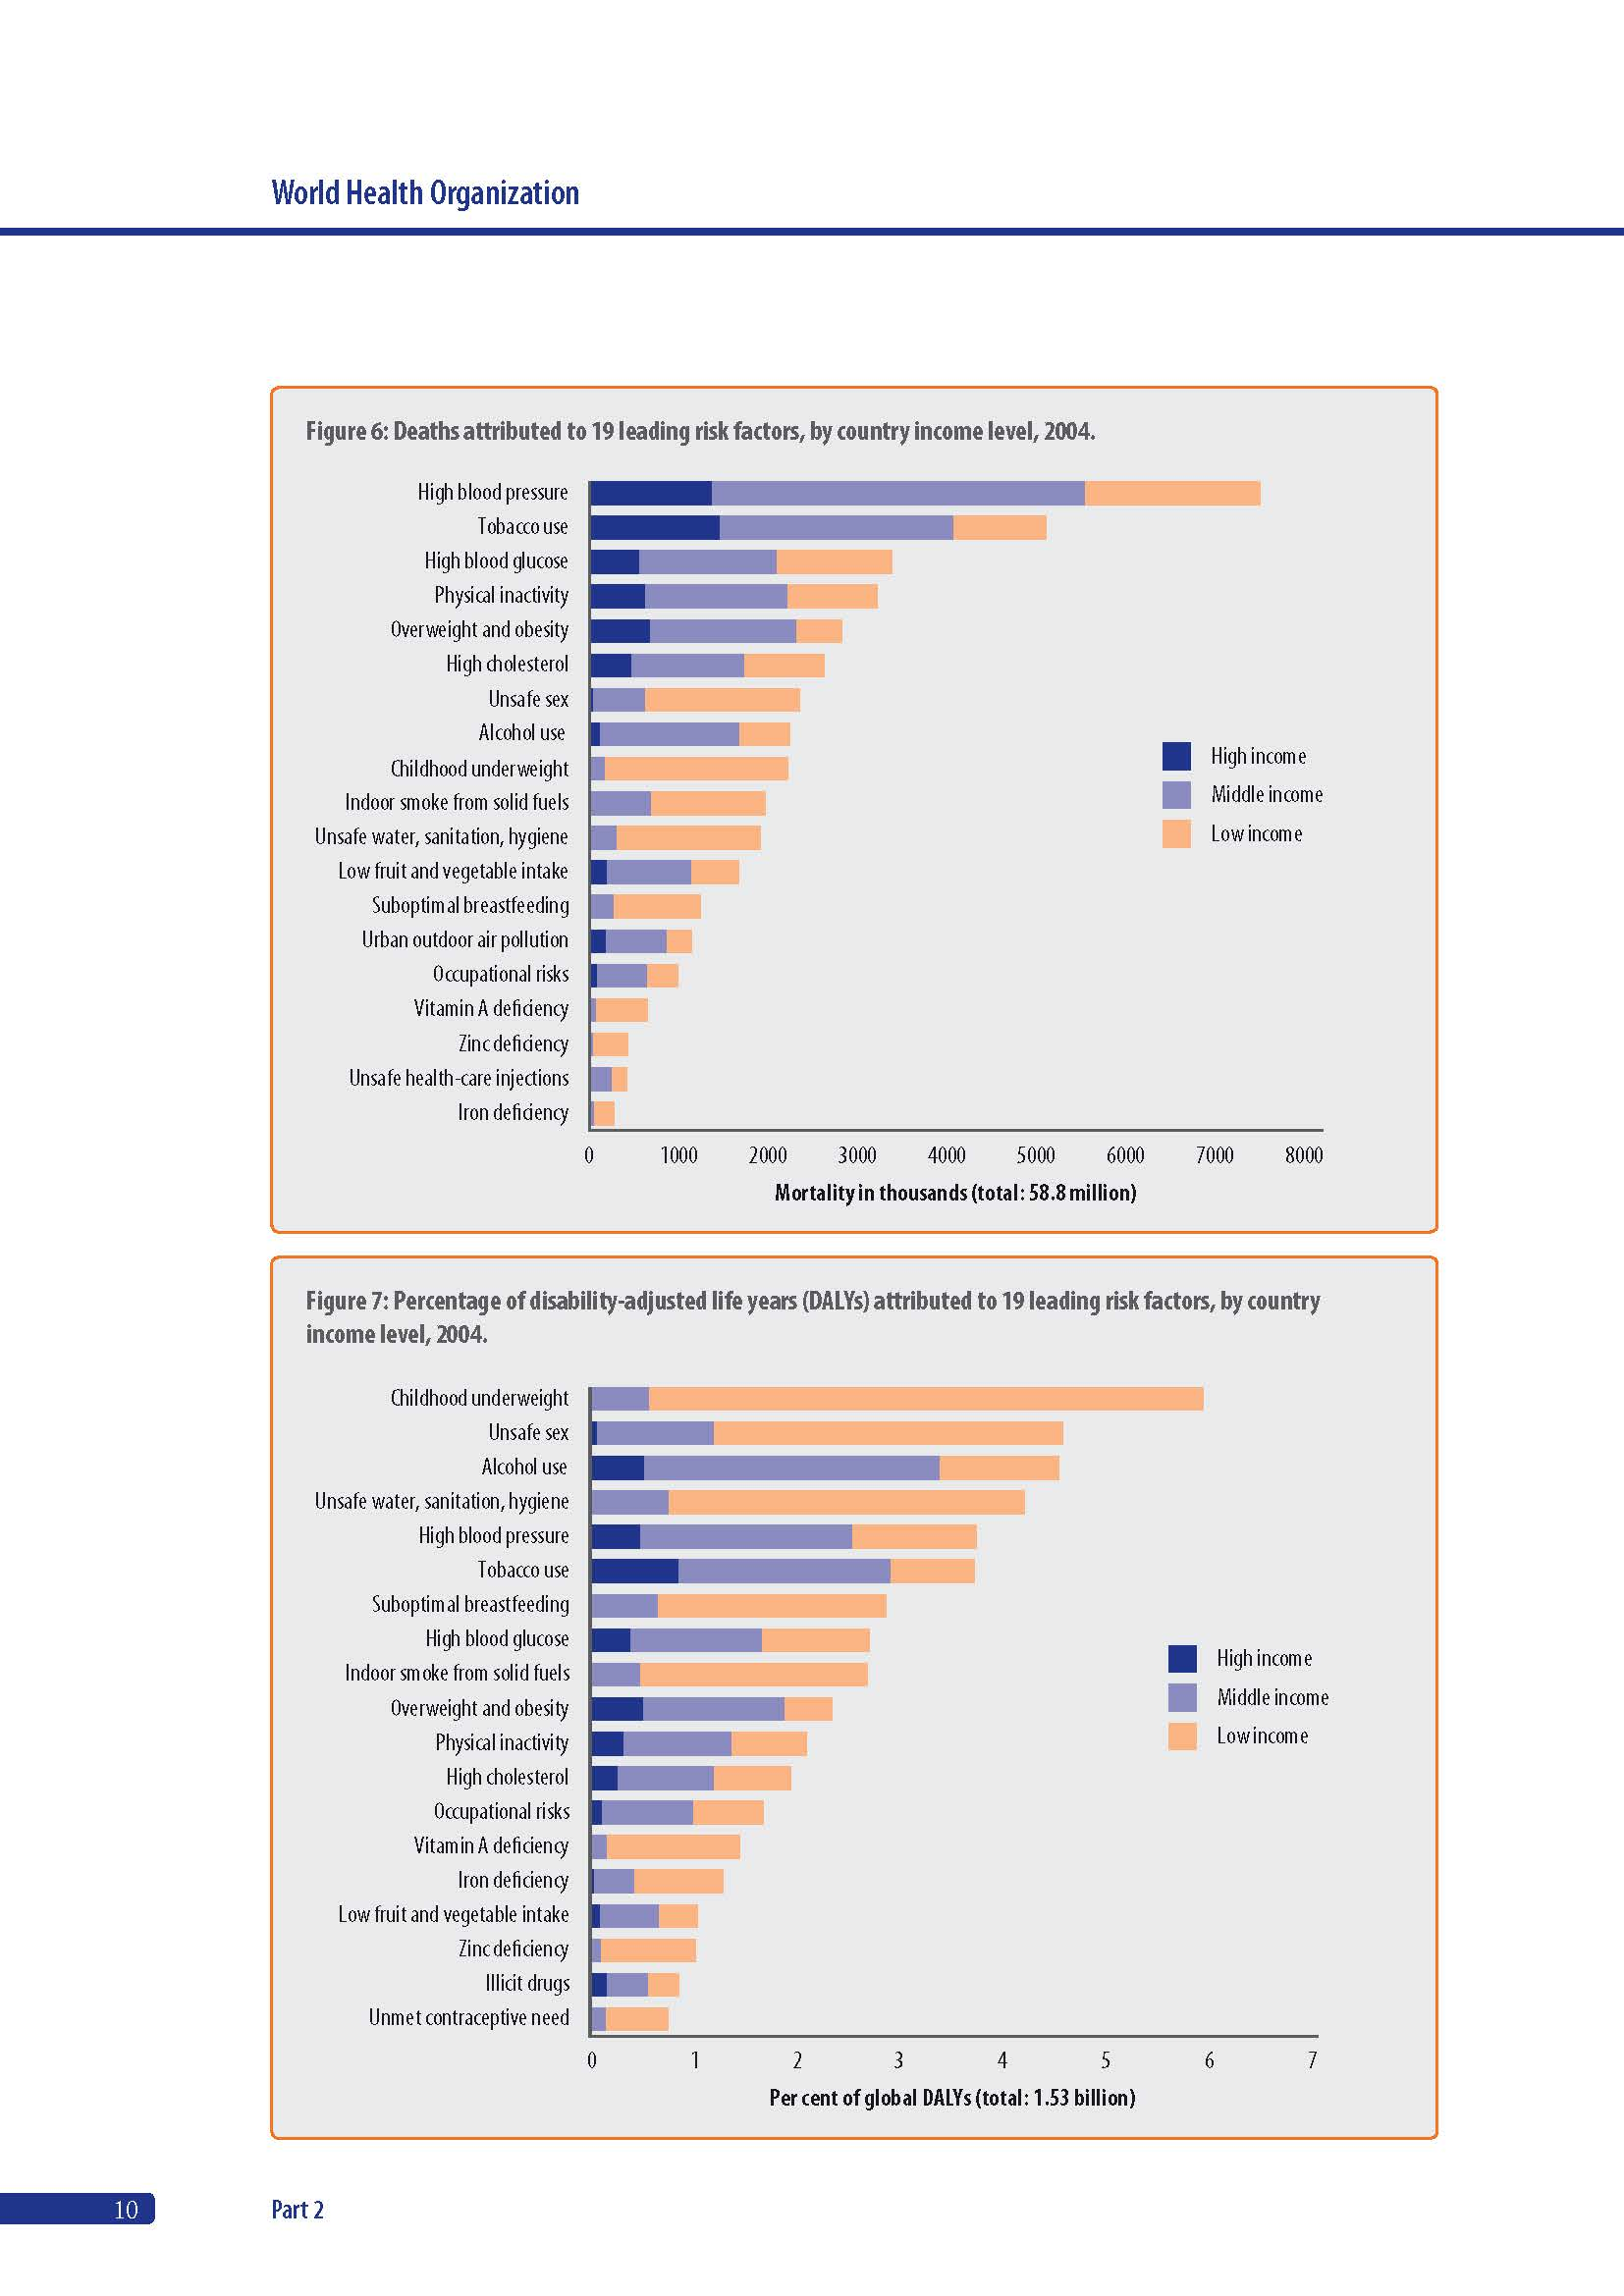 World Health Organization
Figure 6: Deaths attributed to 19 leading risk factors, by country income level, 2004.
High blood pressure
Tobacco use
High blood glucose
Physical inactivity
Overweight and obesity
High cholesterol
Unsafe sex
Alcohol use
Childhood underweight
Indoor smoke from solid fuels
Unsafe water, sanitation, hygiene
Low fruit and vegetable intake
Suboptimal breastfeeding
Urban outdoor air pollution
Occupational risks
Vitamin A deficiency
Zinc deficiency
Unsafe health-care injections
Iron deficiency
High income
Middle income
Low income
0 1000 2000 3000 4000 5000 6000 7000 8000
Mortality in thousands (total: 58.8 million)
Figure 7: Percentage of disability-adjusted life years (DALYs) attributed to 19 leading risk factors, by country
income level, 2004.
Childhood underweight
Unsafe sex
Alcohol use
Unsafe water, sanitation, hygiene
High blood pressure
Tobacco use
Suboptimal breastfeeding
High blood glucose
Indoor smoke from solid fuels
Overweight and obesity
Physical inactivity
High cholesterol
Occupational risks
Vitamin A deficiency
Iron deficiency
Low fruit and vegetable intake
Zinc deficiency
Illicit drugs
Unmet contraceptive need
High income
Middle income
Low income
0 1 2 3 4 5 6 7
Per cent of global DALYs (total: 1.53 billion)
10 Part 2